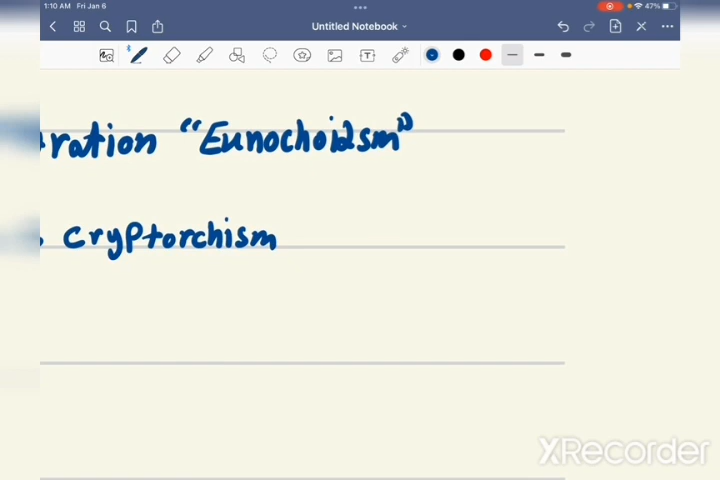 1:10 AM Fri Jan 6
47%
Untitled Notebook
ration "Eunochoidsm"
cryptorchism
XRecorder